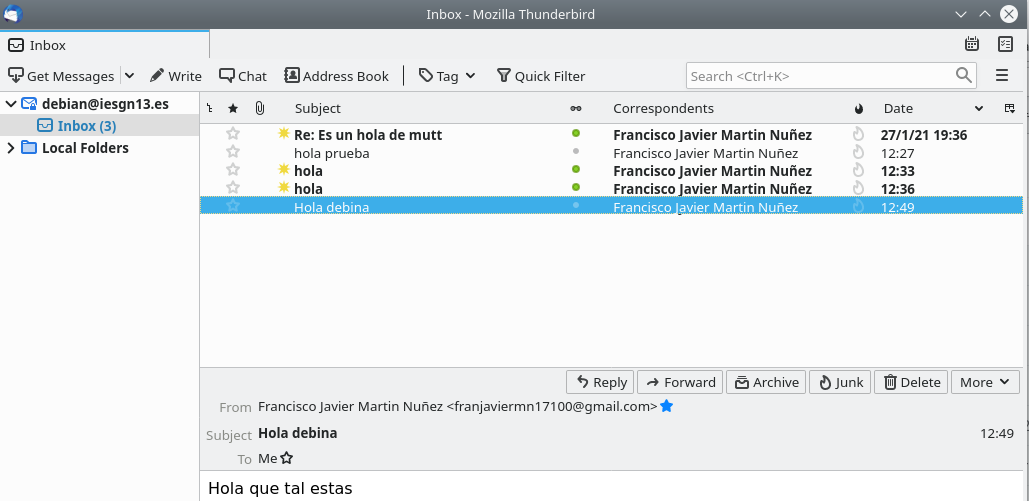 Inbox - Mozilla Thunderbird
Inbox
Get Messages Write Chat Address Book Tag Quick Filter Search <Ctrl+K>
debian@iesgn13.es
Inbox (3)
Local Folders
Subject Correspondents Date
Re: Es un hola de mutt Francisco Javier Martin Nuñez 27/1/21 19:36
hola prueba Francisco Javier Martin Nuñez 12:27
hola Francisco Javier Martin Nuñez 12:33
hola Francisco Javier Martin Nuñez 12:36
Hola debina Francisco Javier Martin Nuñez 12:49
Reply Forward Archive Junk Delete More
From Francisco Javier Martin Nuñez <franjaviermn17100@gmail.com>
Subject Hola debina 12:49
To Me
Hola que tal estas